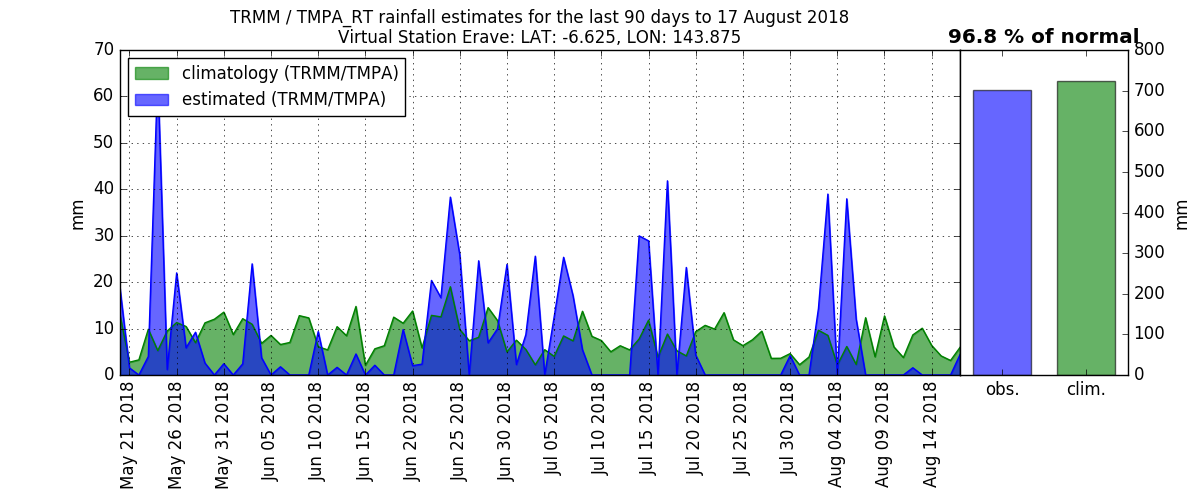 TRMM / TMPA_RT rainfall estimates for the last 90 days to 17 August 2018
Virtual Station Erave: LAT: -6.625, LON: 143.875
96.8 % of normal
climatology (TRMM/TMPA)
estimated (TRMM/TMPA)
mm
70
60
50
40
30
20
10
0
May 21 2018
May 26 2018
May 31 2018
Jun 05 2018
Jun 10 2018
Jun 15 2018
Jun 20 2018
Jun 25 2018
Jun 30 2018
Jul 05 2018
Jul 10 2018
Jul 15 2018
Jul 20 2018
Jul 25 2018
Jul 30 2018
Aug 04 2018
Aug 09 2018
Aug 14 2018
obs.
clim.
800
700
600
500
400
300
200
100
0
mm